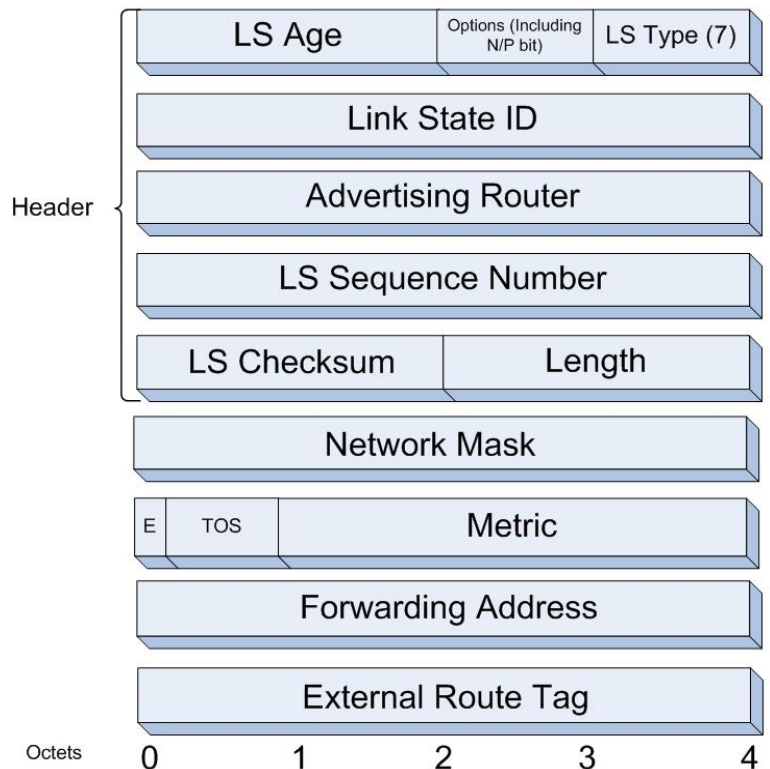 LS Age
Options (Including
N/P bit)
LS Type (7)
Link State ID
Advertising Router
Header
LS Sequence Number
LS Checksum
Length
Network Mask
E
TOS
Metric
Forwarding Address
External Route Tag
Octets 0 1 2 3 4